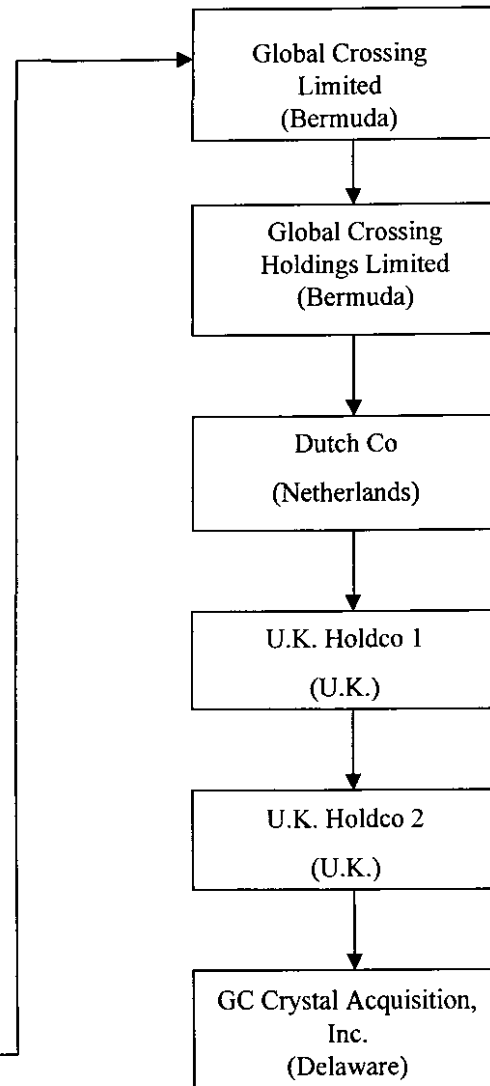 Global Crossing
Limited
(Bermuda)
Global Crossing
Holdings Limited
(Bermuda)
Dutch Co
(Netherlands)
U.K. Holdco 1
(U.K.)
U.K. Holdco 2
(U.K.)
GC Crystal Acquisition,
Inc.
(Delaware)